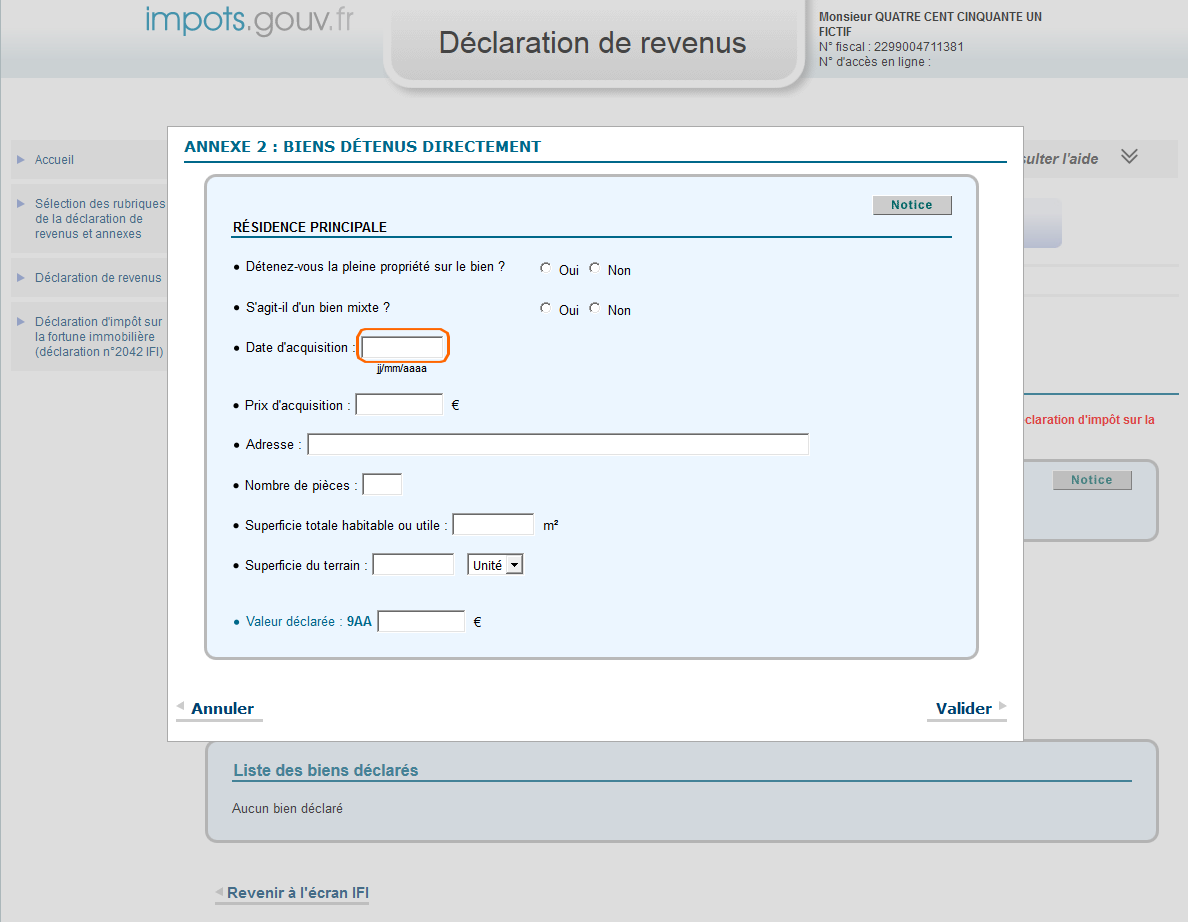 impots.gouv.fr
Déclaration de revenus
Monsieur QUATRE CENT CINQUANTE UN
FICTIF
N° fiscal : 2299004711381
N° d'accès en ligne :
Accueil
Sélection des rubriques
de la déclaration de
revenus et annexes
Déclaration de revenus
Déclaration d'impôt sur
la fortune immobilière
(déclaration n°2042 IFI)
sulter l'aide
ANNEXE 2 : BIENS DÉTENUS DIRECTEMENT
Notice
RÉSIDENCE PRINCIPALE
• Détenez-vous la pleine propriété sur le bien ? Oui Non
• S'agit-il d'un bien mixte ? Oui Non
• Date d'acquisition :
jj/mm/aaaa
• Prix d'acquisition : €
• Adresse :
• Nombre de pièces :
• Superficie totale habitable ou utile : m²
• Superficie du terrain : Unité
• Valeur déclarée : 9AA €
Annuler
Valider
claration d'impôt sur la
Notice
Liste des biens déclarés
Aucun bien déclaré
Revenir à l'écran IFI